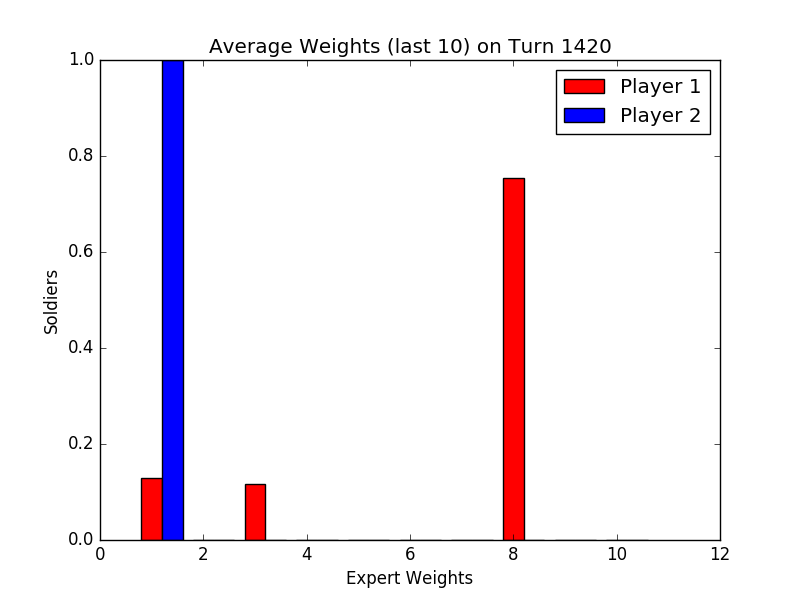 Average Weights (last 10) on Turn 1420
1.0
0.8
0.6
0.4
0.2
0.0
Soldiers
Player 1
Player 2
0 2 4 6 8 10 12
Expert Weights